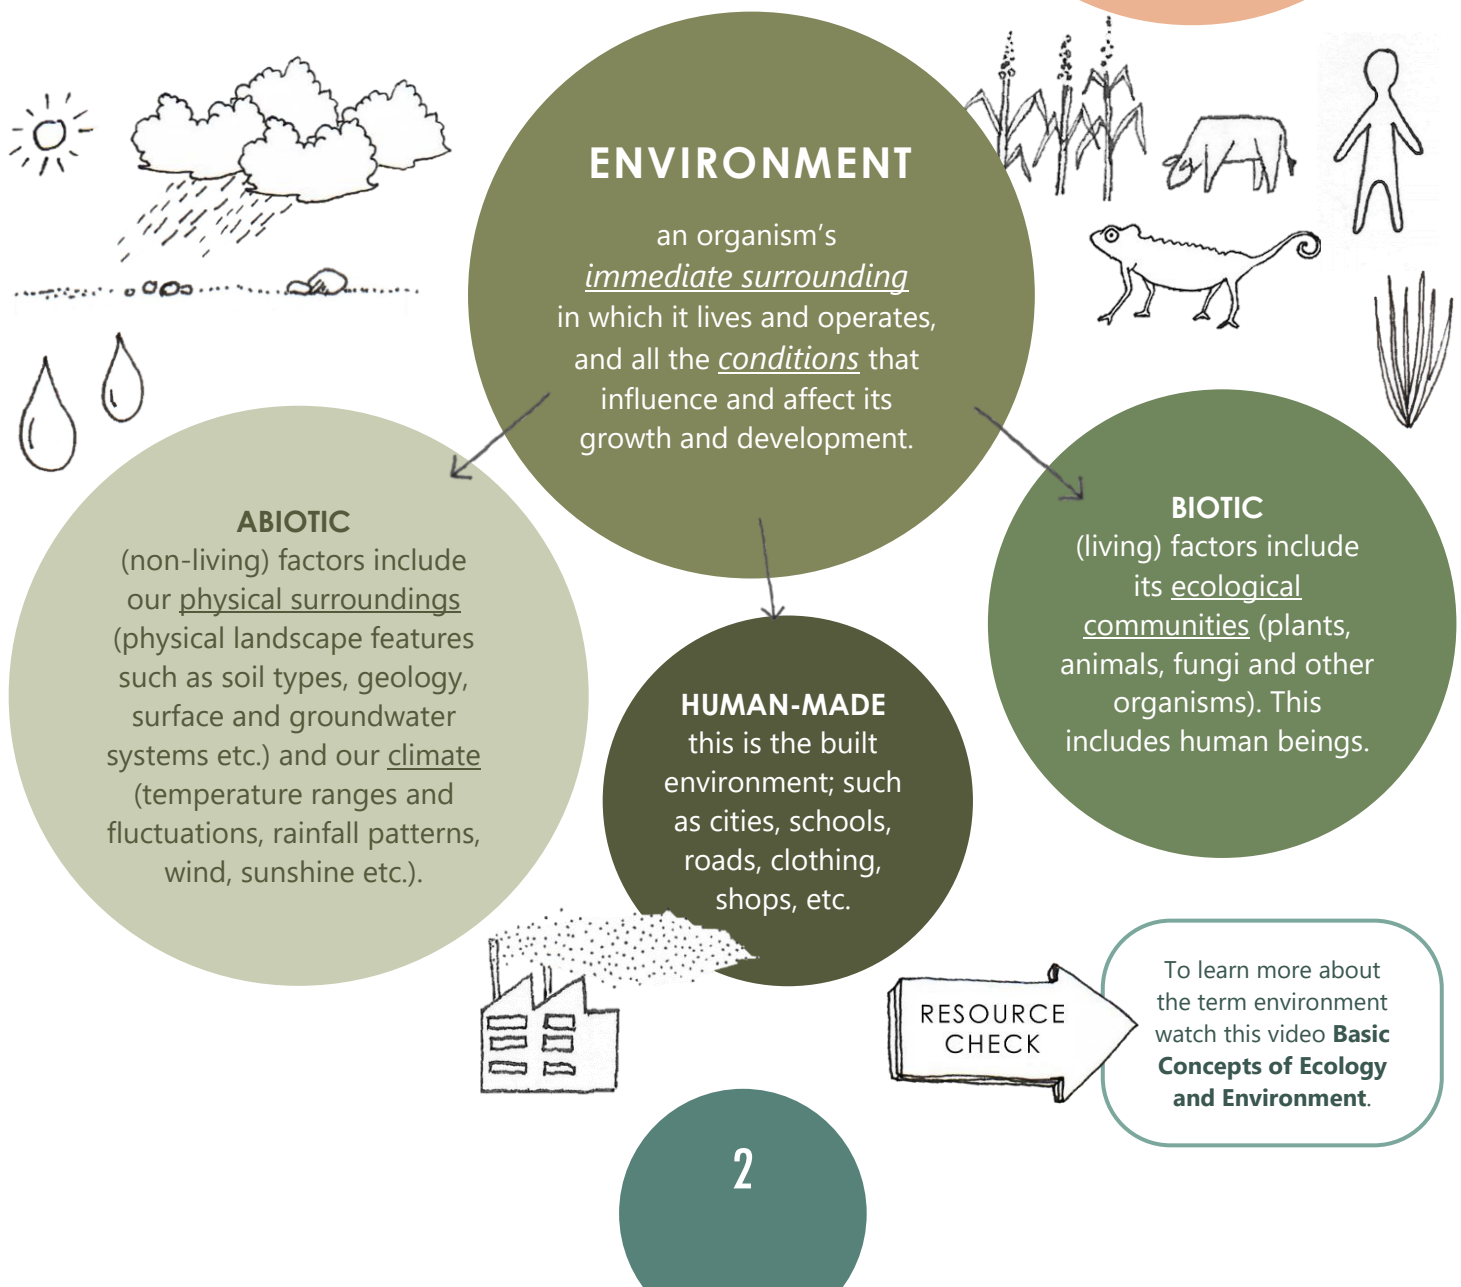 ENVIRONMENT
an organism’s
immediate surrounding
in which it lives and operates,
and all the conditions that
influence and affect its
growth and development.
ABIOTIC
(non-living) factors include
our physical surroundings
(physical landscape features
such as soil types, geology,
surface and groundwater
systems etc.) and our climate
(temperature ranges and
fluctuations, rainfall patterns,
wind, sunshine etc.).
HUMAN-MADE
this is the built
environment; such
as cities, schools,
roads, clothing,
shops, etc.
BIOTIC
(living) factors include
its ecological
communities (plants,
animals, fungi and other
organisms). This
includes human beings.
RESOURCE
CHECK
To learn more about
the term environment
watch this video Basic
Concepts of Ecology
and Environment.
2